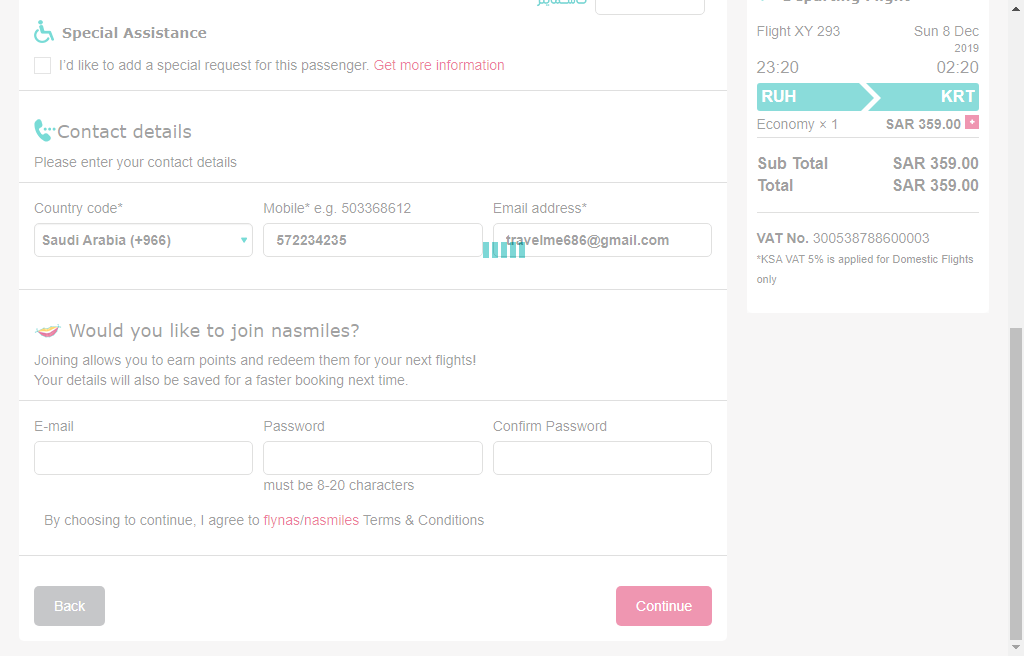 Special Assistance
I'd like to add a special request for this passenger. Get more information
Contact details
Please enter your contact details
Country code*
Mobile* e.g. 503368612
Email address*
Saudi Arabia (+966)
572234235
travelme686@gmail.com
Would you like to join nasmiles?
Joining allows you to earn points and redeem them for your next flights!
Your details will also be saved for a faster booking next time.
E-mail
Password
Confirm Password
must be 8-20 characters
By choosing to continue, I agree to flynas/nasmiles Terms & Conditions
Back
Continue
Departing Flight
Flight XY 293
Sun 8 Dec
2019
23:20
02:20
RUH
KRT
Economy × 1
SAR 359.00 +
Sub Total
SAR 359.00
Total
SAR 359.00
VAT No. 300538788600003
*KSA VAT 5% is applied for Domestic Flights
only